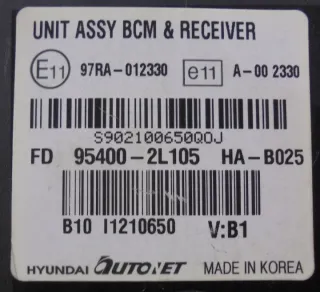 UNIT ASSY BCM & RECEIVER
E11 97RA-012330 e11 A-00 2330
S902100650QOJ
FD 95400-2L105 HA-B025
B10 I1210650 V:B1
HYUNDAI AUTONET MADE IN KOREA